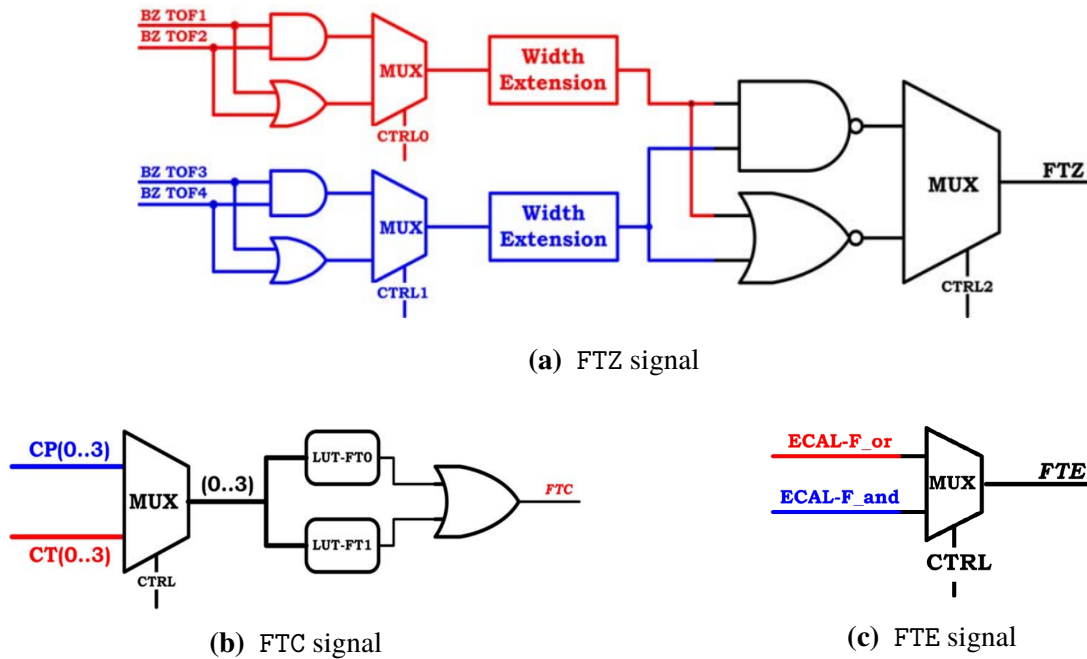 BZ TOF1
BZ TOF2
MUX
Width
Extension
CTRL0
BZ TOF3
BZ TOF4
MUX
Width
Extension
CTRL1
MUX
FTZ
CTRL2
(a) FTZ signal
CP(0..3)
CT(0..3)
MUX
(0..3)
LUT-FT0
LUT-FT1
FTC
CTRL
(b) FTC signal
ECAL-F_or
ECAL-F_and
MUX
FTE
CTRL
(c) FTE signal